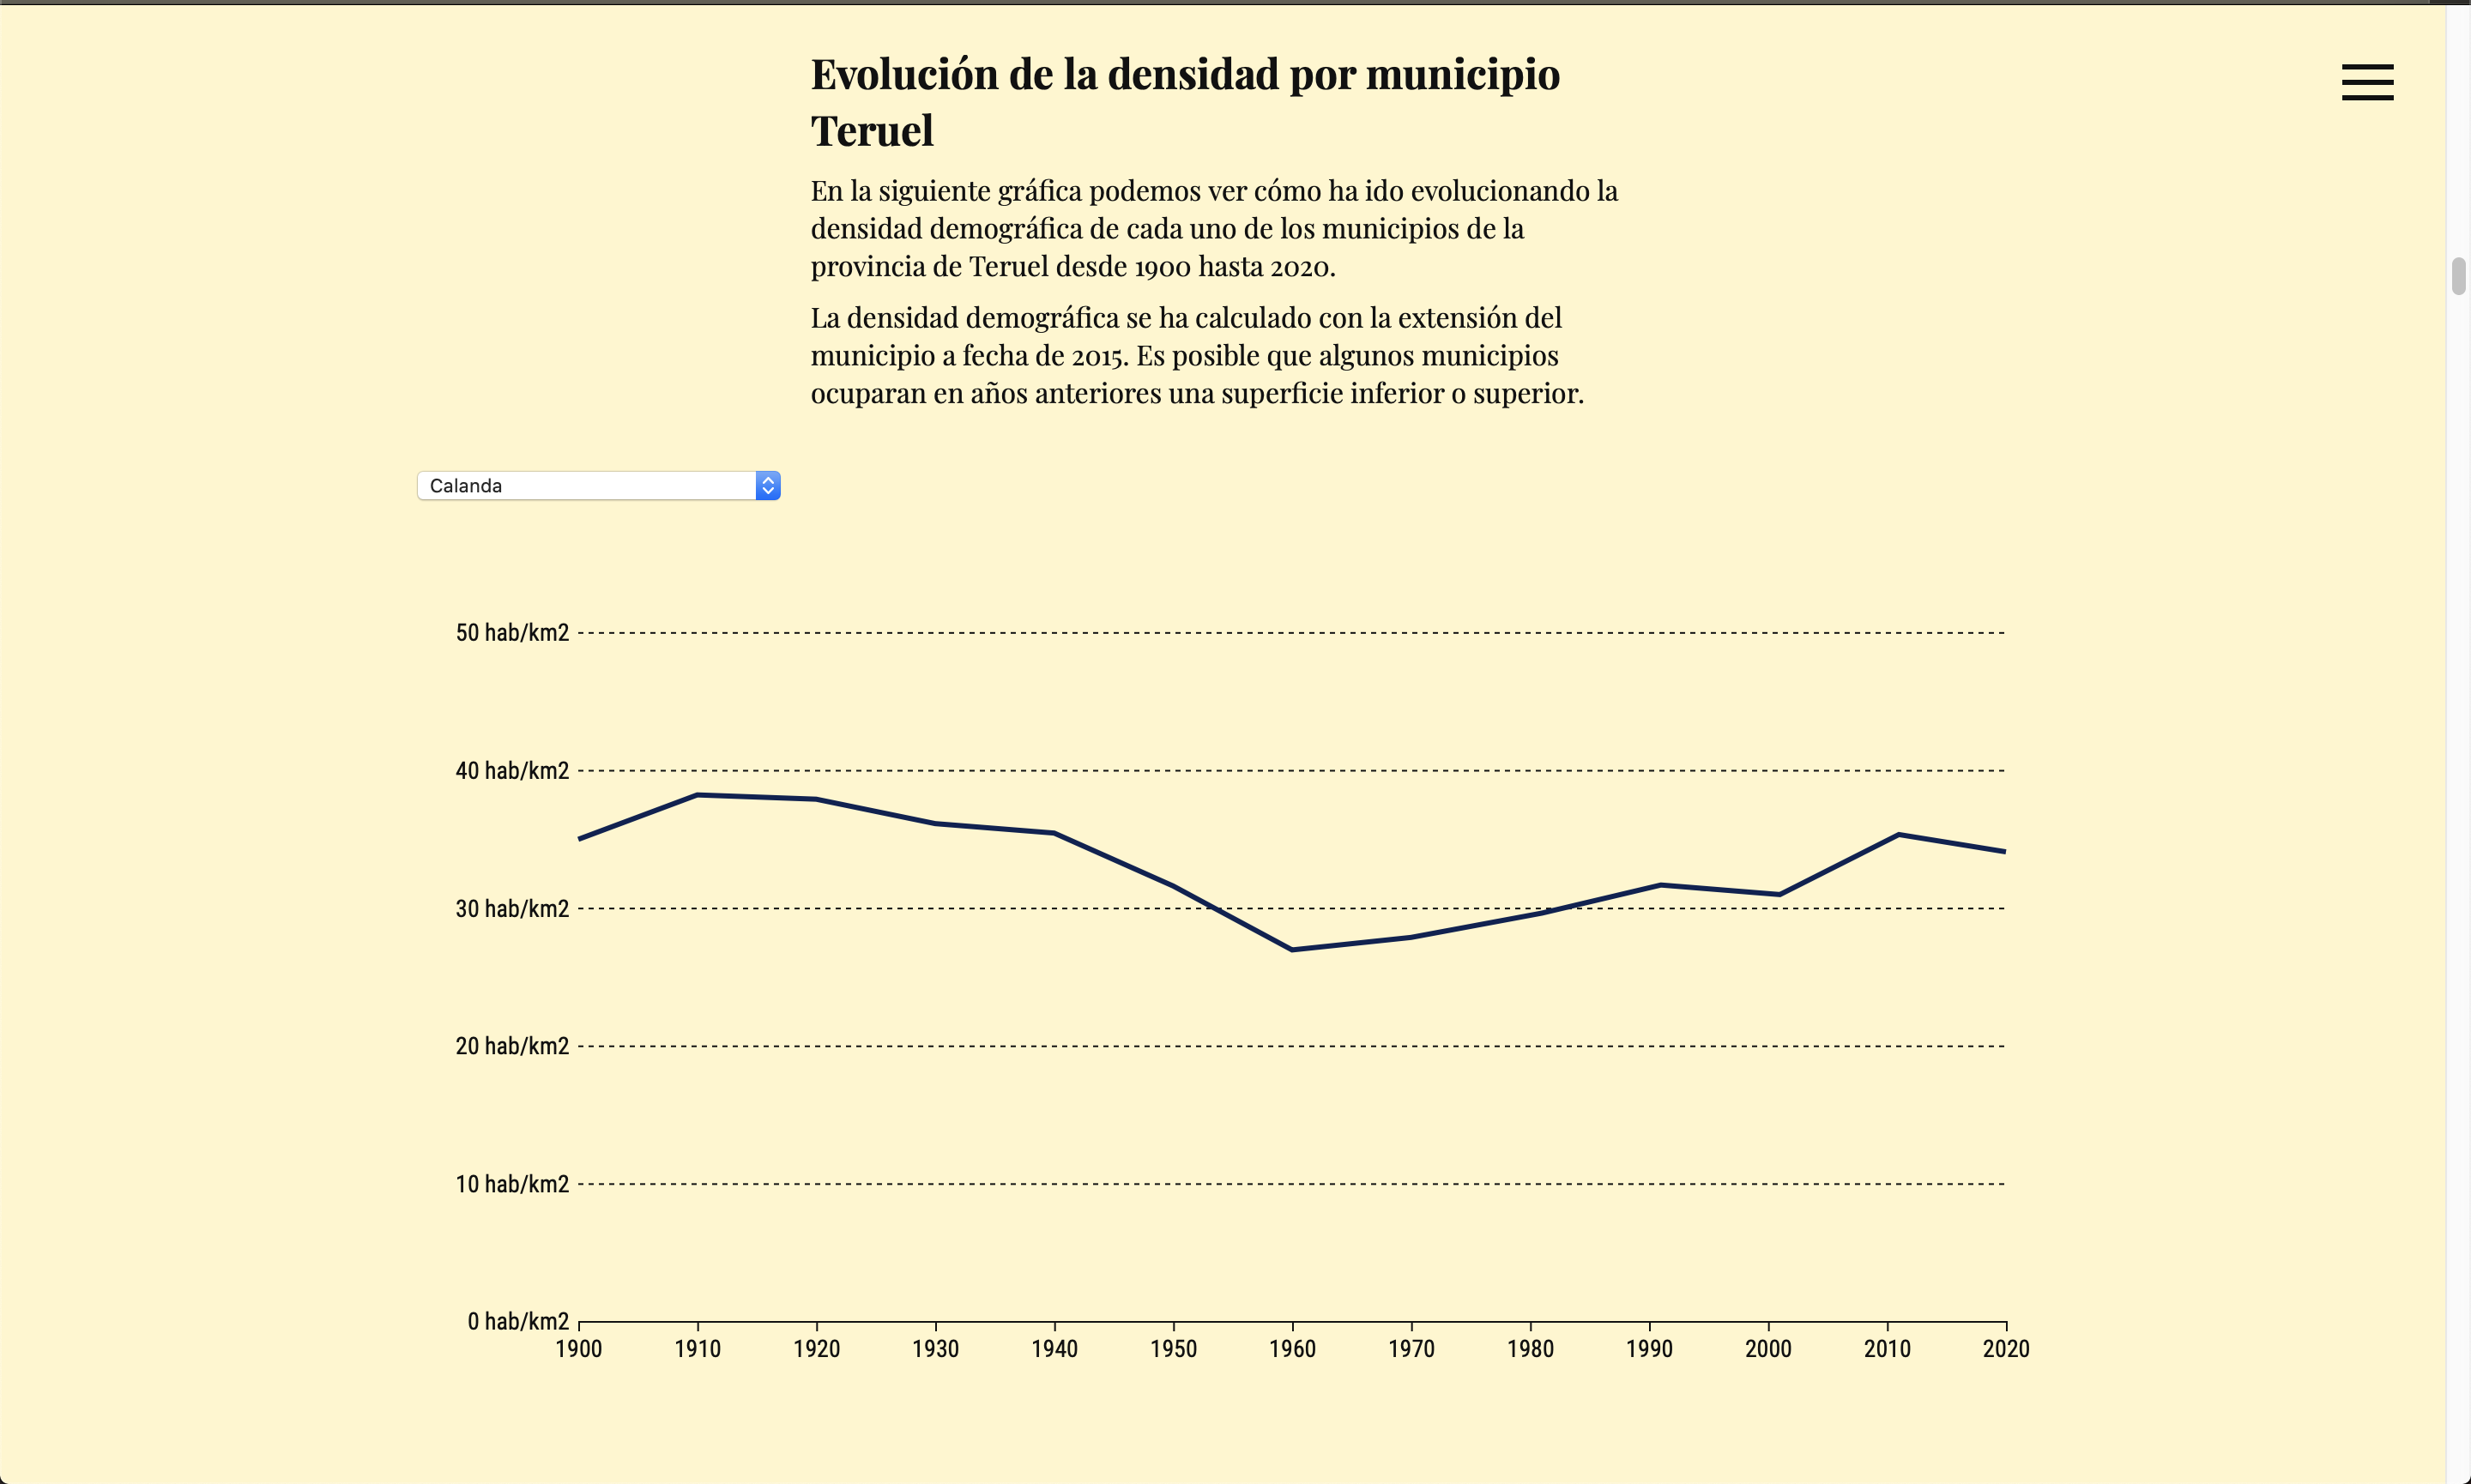 Evolución de la densidad por municipio
Teruel
En la siguiente gráfica podemos ver cómo ha ido evolucionando la
densidad demográfica de cada uno de los municipios de la
provincia de Teruel desde 1900 hasta 2020.
La densidad demográfica se ha calculado con la extensión del
municipio a fecha de 2015. Es posible que algunos municipios
ocuparan en años anteriores una superficie inferior o superior.
Calanda
50 hab/km2
40 hab/km2
30 hab/km2
20 hab/km2
10 hab/km2
0 hab/km2
1900 1910 1920 1930 1940 1950 1960 1970 1980 1990 2000 2010 2020